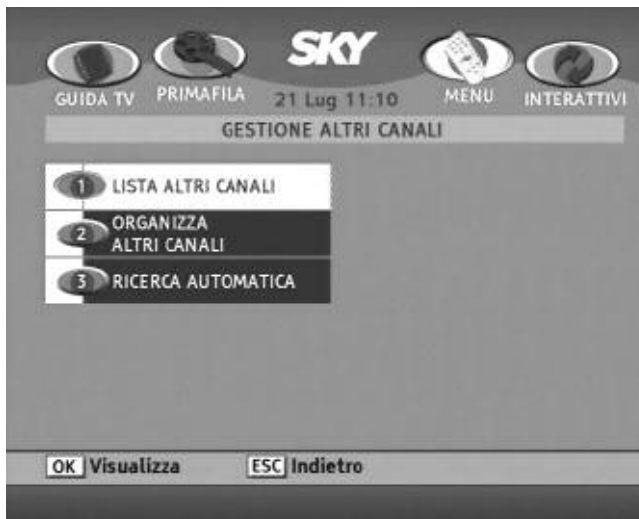 SKY
GUIDA TV PRIMAFILA 21 Lug 11:10 MENU INTERATTIVI
GESTIONE ALTRI CANALI
1 LISTA ALTRI CANALI
2 ORGANIZZA
ALTRI CANALI
3 RICERCA AUTOMATICA
OK Visualizza ESC Indietro